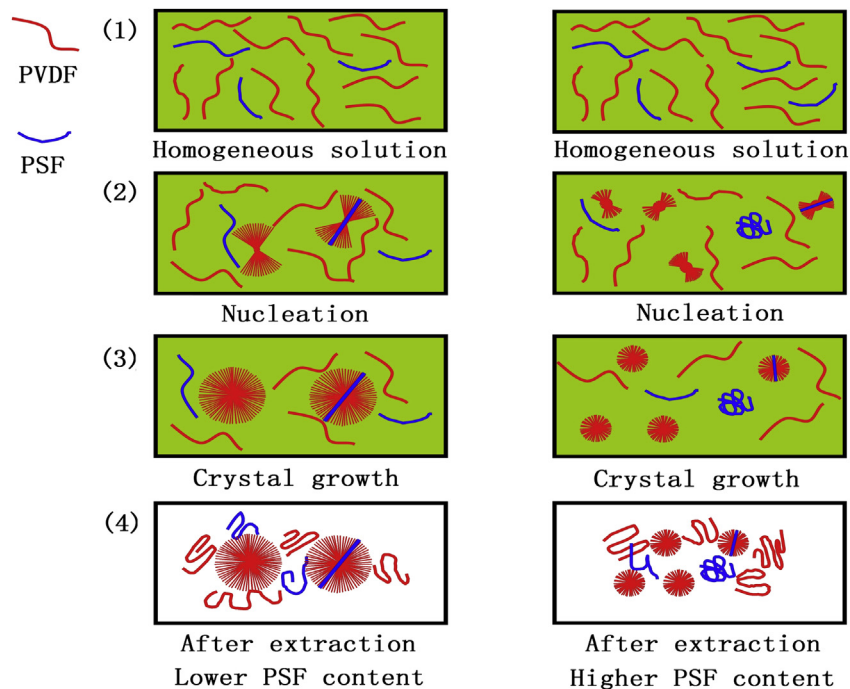 (1)
PVDF
PSF
Homogeneous solution
Homogeneous solution
(2)
Nucleation
Nucleation
(3)
Crystal growth
Crystal growth
(4)
After extraction
Lower PSF content
After extraction
Higher PSF content